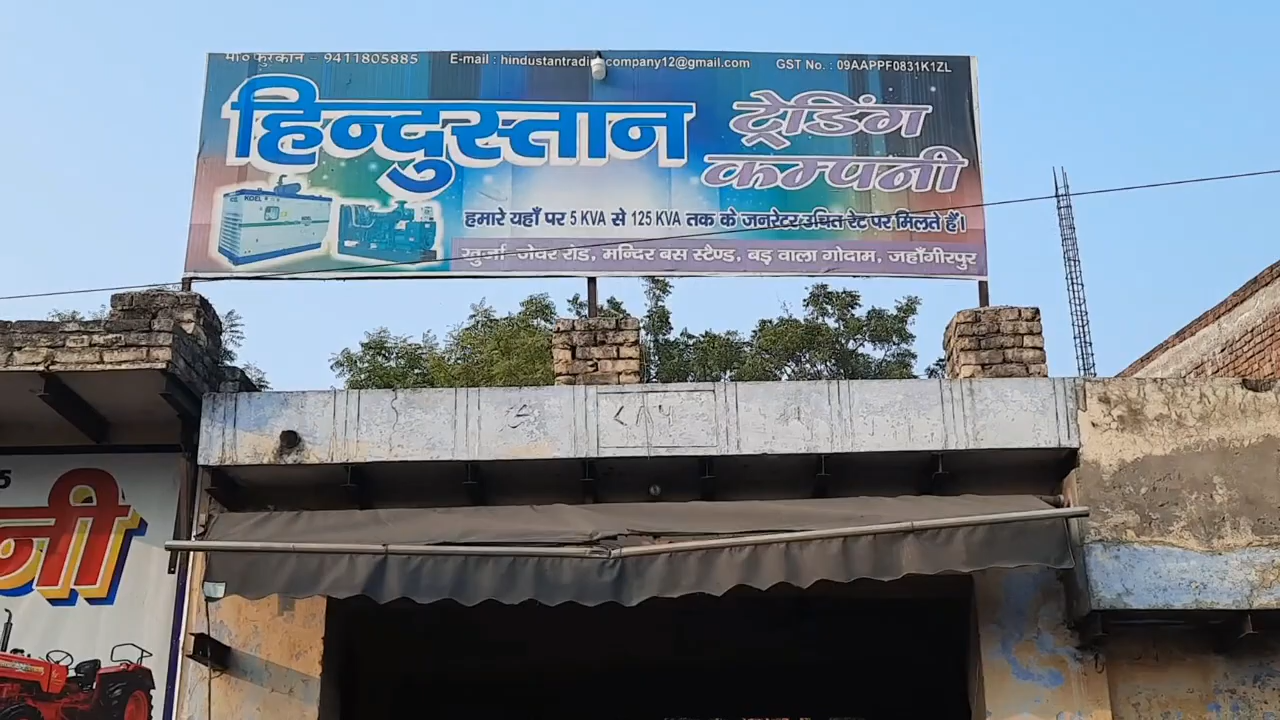 मो० फुरकान - 9411805885 E-mail : hindustantradingcompany12@gmail.com GST No. : 09AAPPF0831K1ZL
हिन्दुस्तान ट्रेडिंग
कम्पनी
KOEL
हमारे यहाँ पर 5 KVA से 125 KVA तक के जनरेटर उचित रेट पर मिलते हैं।
खुर्जा जेवर रोड, मन्दिर बस स्टैण्ड, बड़ वाला गोदाम, जहाँगीरपुर
5